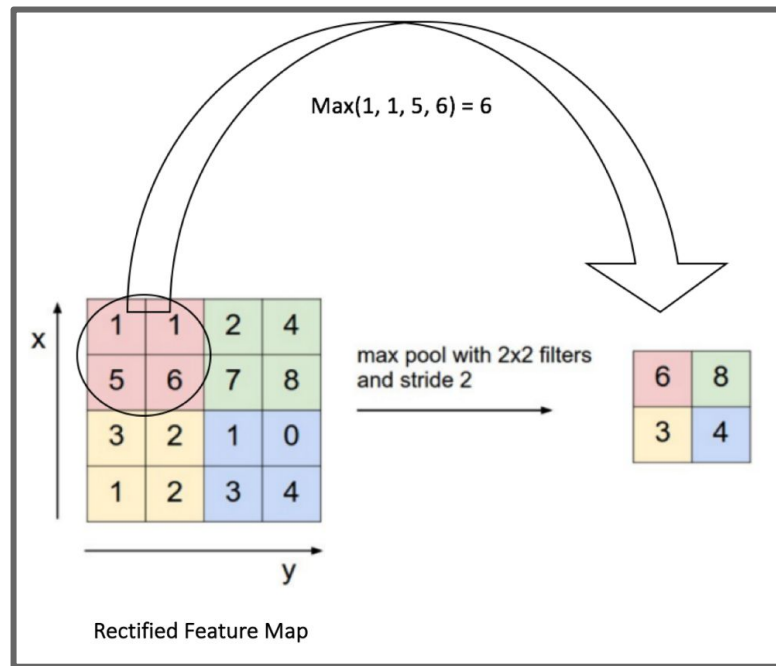 Max(1, 1, 5, 6) = 6
x
1 1 2 4
5 6 7 8
3 2 1 0
1 2 3 4
y
max pool with 2x2 filters
and stride 2
6 8
3 4
Rectified Feature Map